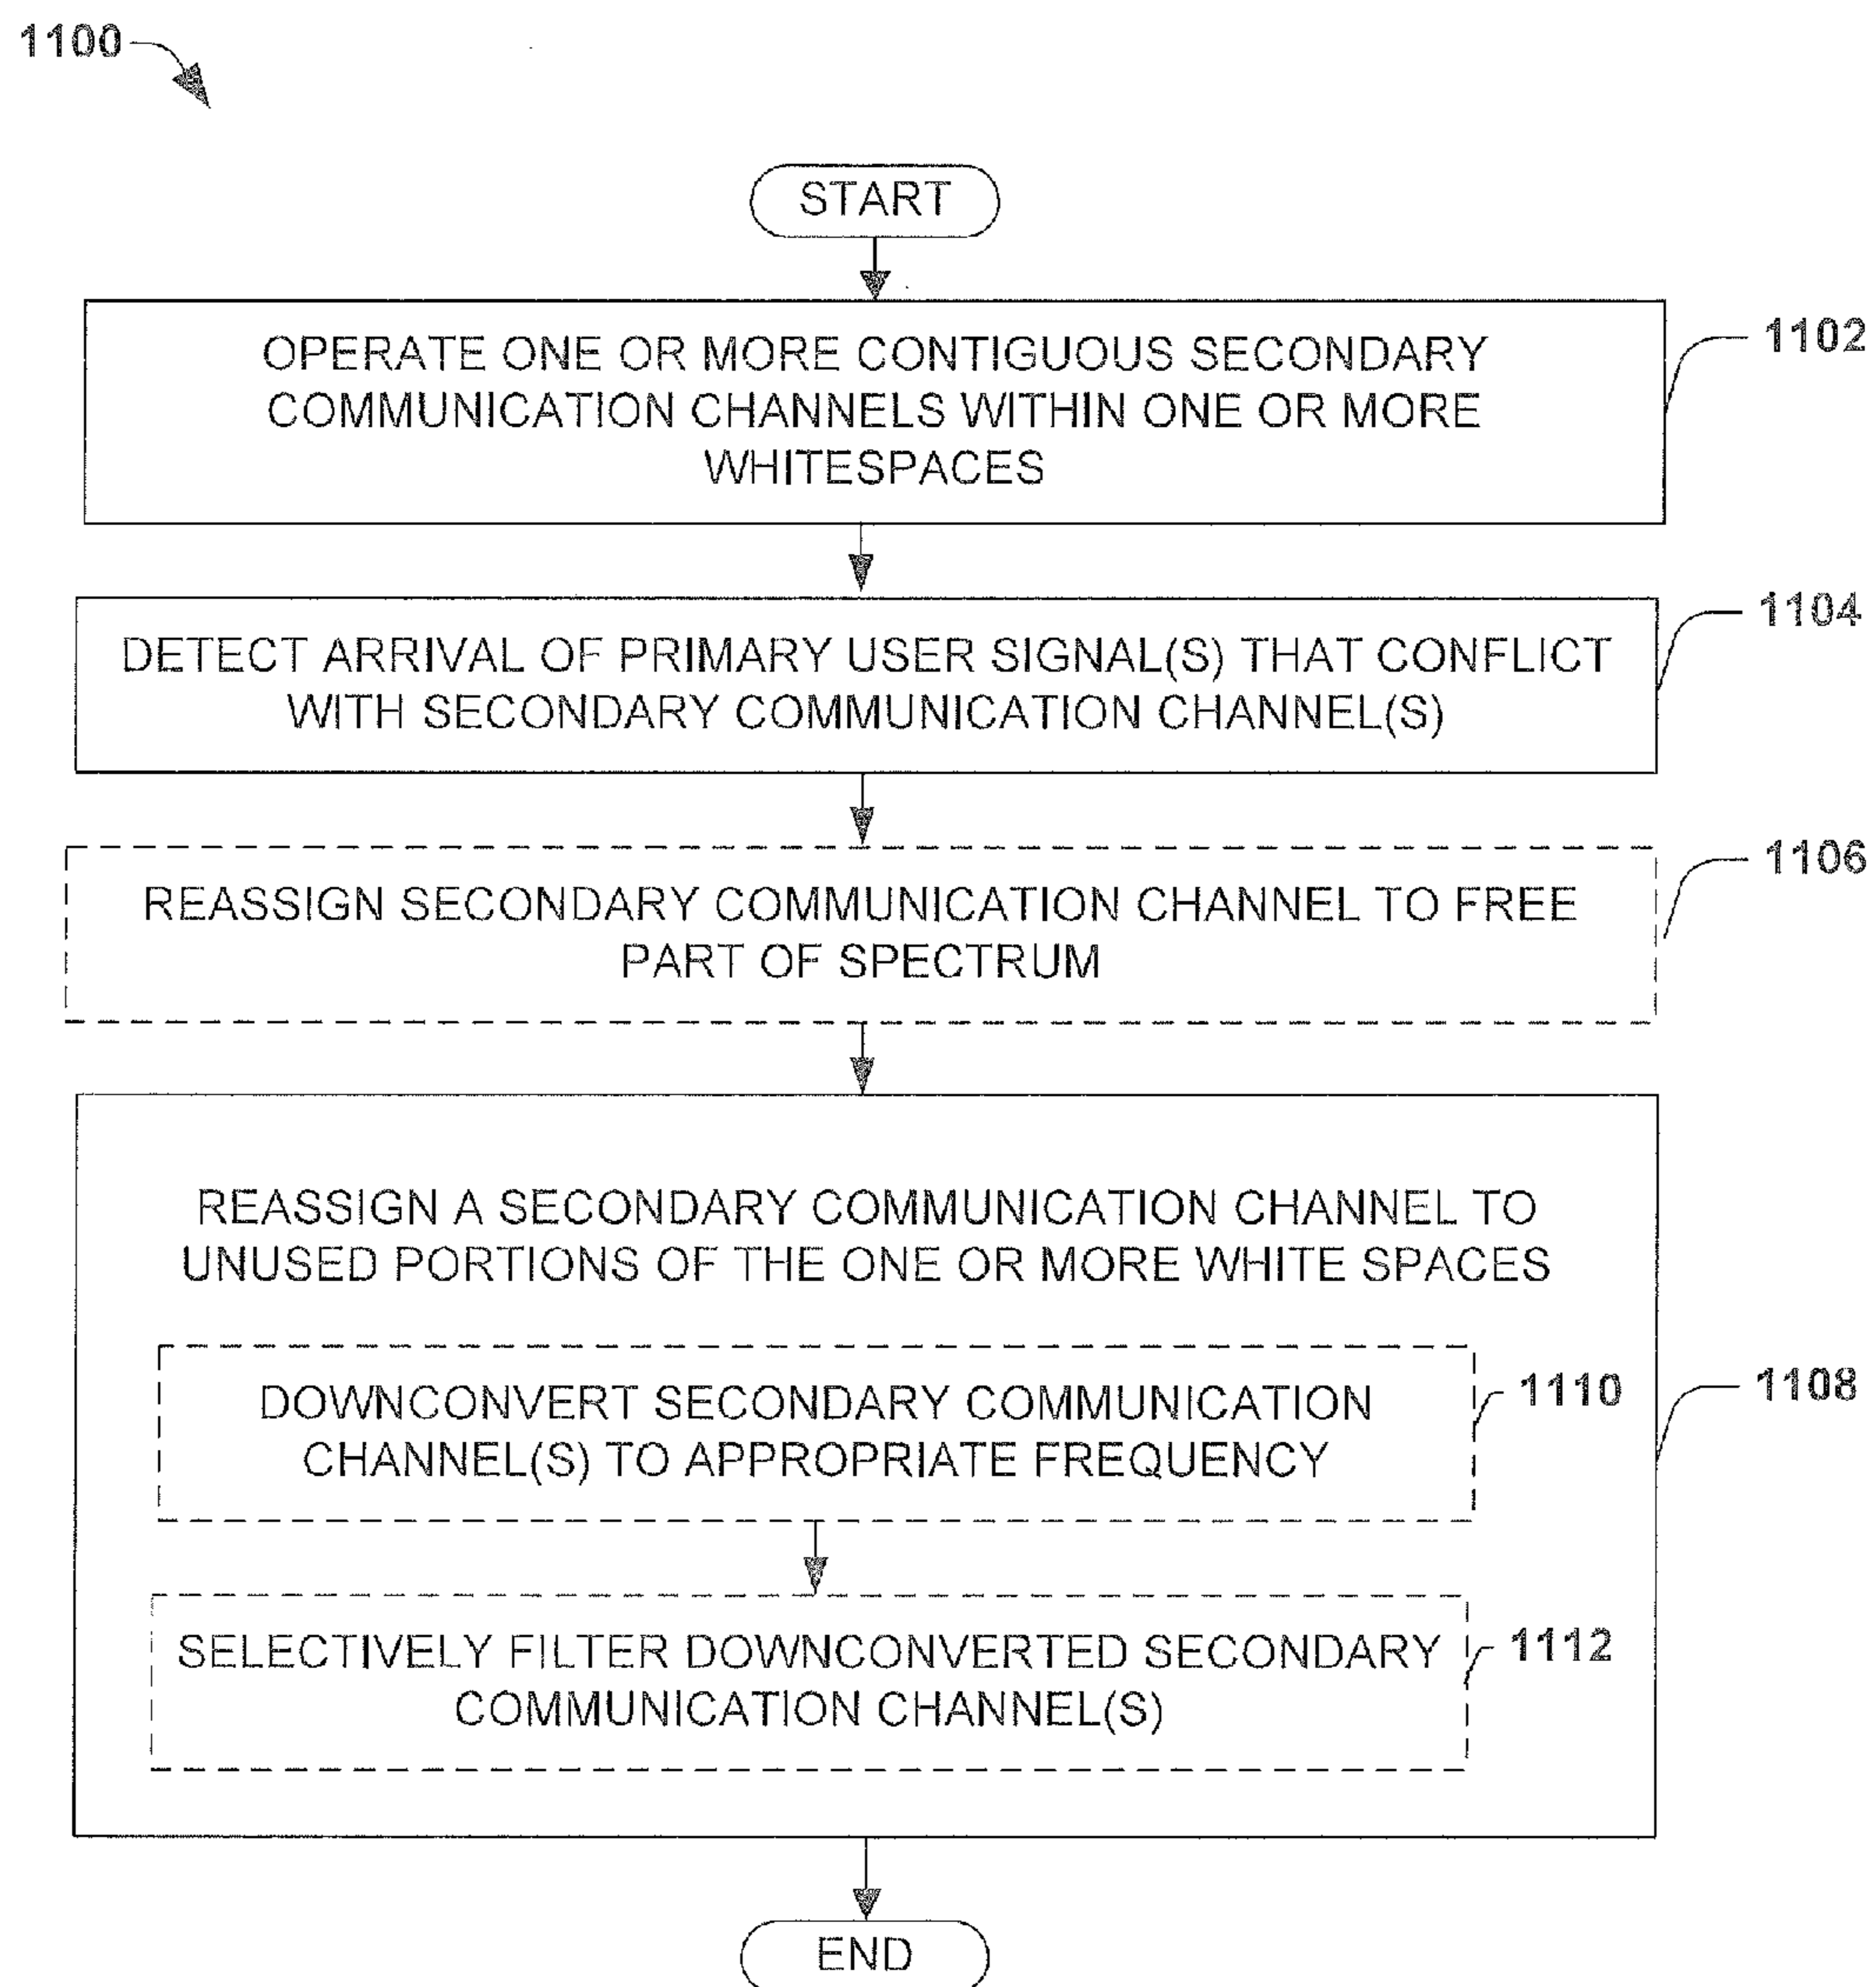 1100
START
OPERATE ONE OR MORE CONTIGUOUS SECONDARY
COMMUNICATION CHANNELS WITHIN ONE OR MORE
WHITESPACES
1102
DETECT ARRIVAL OF PRIMARY USER SIGNAL(S) THAT CONFLICT
WITH SECONDARY COMMUNICATION CHANNEL(S)
1104
REASSIGN SECONDARY COMMUNICATION CHANNEL TO FREE
PART OF SPECTRUM
1106
REASSIGN A SECONDARY COMMUNICATION CHANNEL TO
UNUSED PORTIONS OF THE ONE OR MORE WHITE SPACES
1108
DOWNCONVERT SECONDARY COMMUNICATION
CHANNEL(S) TO APPROPRIATE FREQUENCY
1110
SELECTIVELY FILTER DOWNCONVERTED SECONDARY
COMMUNICATION CHANNEL(S)
1112
END